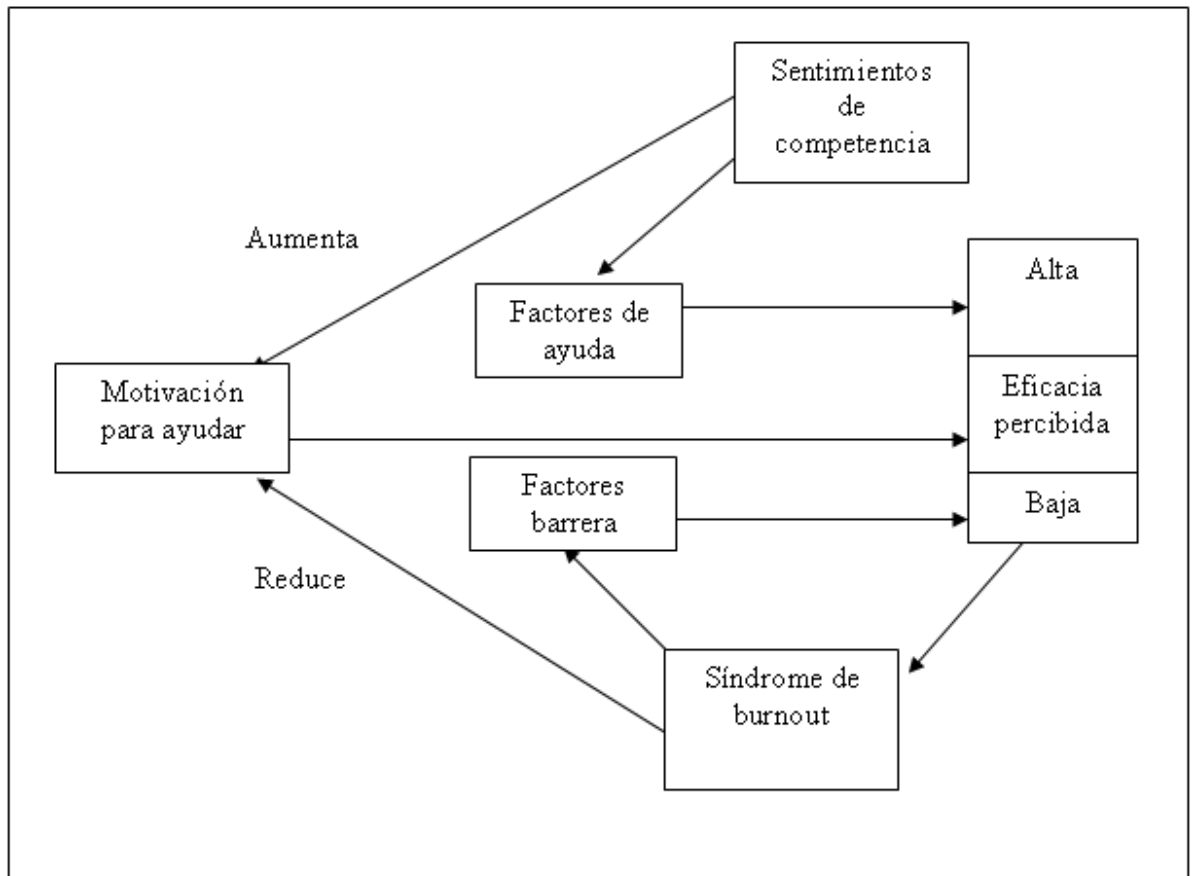 Sentimientos
de
competencia
Aumenta
Alta
Factores de
ayuda
Motivación
para ayudar
Eficacia
percibida
Factores
barrera
Baja
Reduce
Síndrome de
burnout